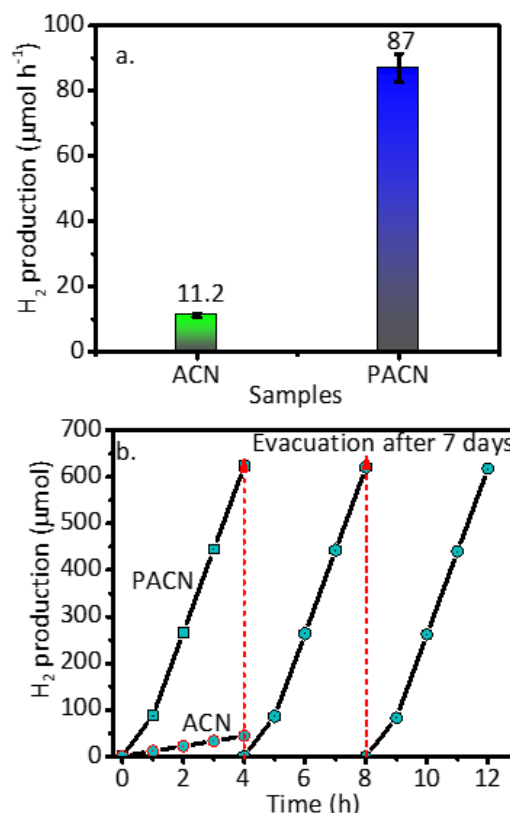 a.
H₂ production (μmol h⁻¹)
100
80
60
40
20
0
11.2
87
ACN
PACN
Samples
b.
Evacuation after 7 days
H₂ production (μmol)
700
600
500
400
300
200
100
0
PACN
ACN
0 2 4 6 8 10 12
Time (h)